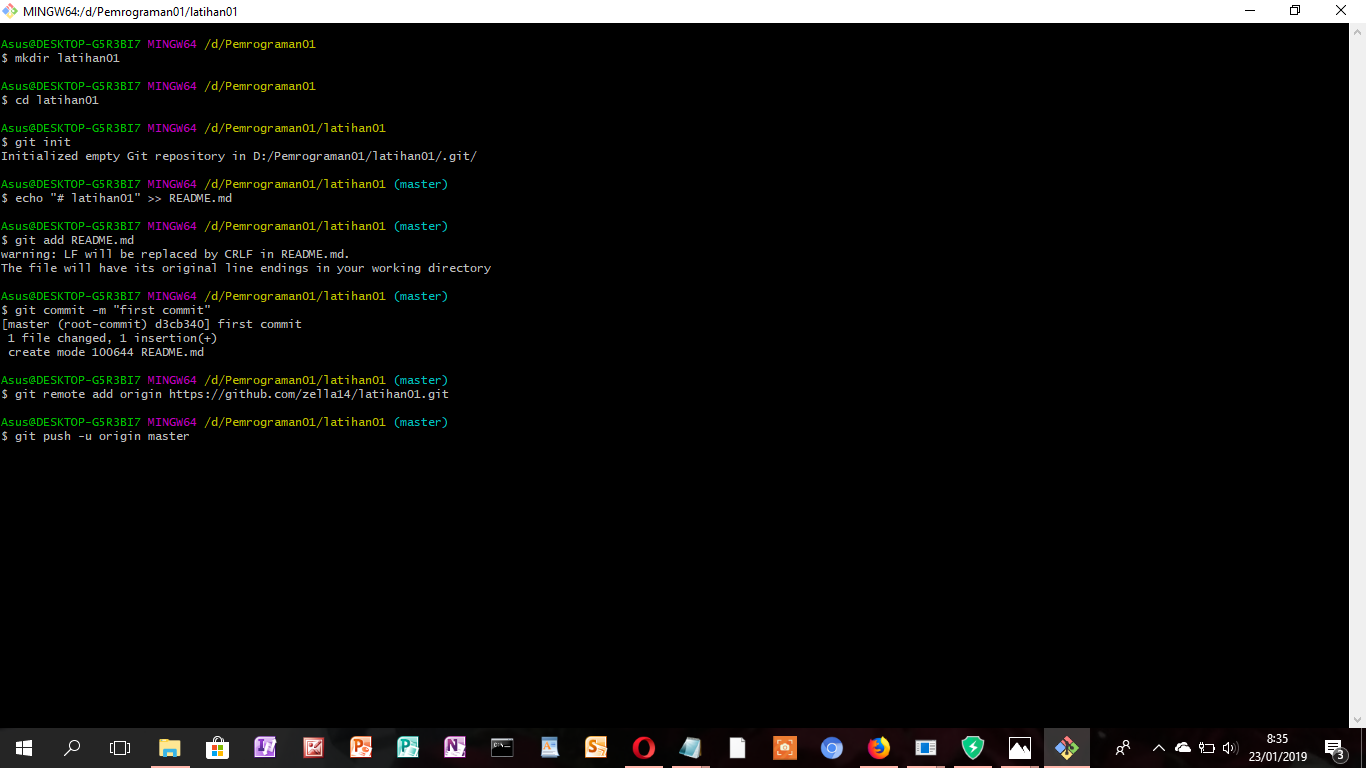 MINGW64:/d/Pemrograman01/latihan01
Asus@DESKTOP-G5R3BI7 MINGW64 /d/Pemrograman01
$ mkdir latihan01
Asus@DESKTOP-G5R3BI7 MINGW64 /d/Pemrograman01
$ cd latihan01
Asus@DESKTOP-G5R3BI7 MINGW64 /d/Pemrograman01/latihan01
$ git init
Initialized empty Git repository in D:/Pemrograman01/latihan01/.git/
Asus@DESKTOP-G5R3BI7 MINGW64 /d/Pemrograman01/latihan01 (master)
$ echo "# latihan01" >> README.md
Asus@DESKTOP-G5R3BI7 MINGW64 /d/Pemrograman01/latihan01 (master)
$ git add README.md
warning: LF will be replaced by CRLF in README.md.
The file will have its original line endings in your working directory
Asus@DESKTOP-G5R3BI7 MINGW64 /d/Pemrograman01/latihan01 (master)
$ git commit -m "first commit"
[master (root-commit) d3cb340] first commit
 1 file changed, 1 insertion(+)
 create mode 100644 README.md
Asus@DESKTOP-G5R3BI7 MINGW64 /d/Pemrograman01/latihan01 (master)
$ git remote add origin https://github.com/zella14/latihan01.git
Asus@DESKTOP-G5R3BI7 MINGW64 /d/Pemrograman01/latihan01 (master)
$ git push -u origin master
8:35
23/01/2019
3